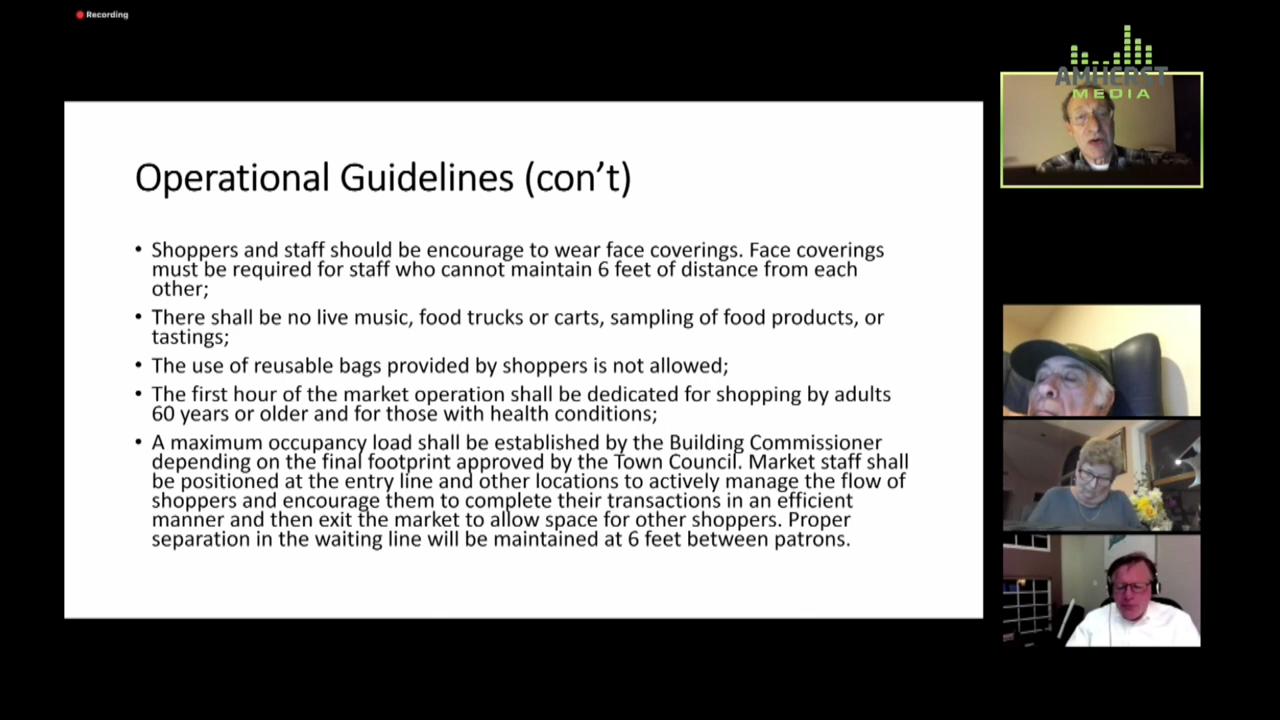 Recording
AMHERST
MEDIA
Operational Guidelines (con’t)
• Shoppers and staff should be encourage to wear face coverings. Face coverings
must be required for staff who cannot maintain 6 feet of distance from each
other;
• There shall be no live music, food trucks or carts, sampling of food products, or
tastings;
• The use of reusable bags provided by shoppers is not allowed;
• The first hour of the market operation shall be dedicated for shopping by adults
60 years or older and for those with health conditions;
• A maximum occupancy load shall be established by the Building Commissioner
depending on the final footprint approved by the Town Council. Market staff shall
be positioned at the entry line and other locations to actively manage the flow of
shoppers and encourage them to complete their transactions in an efficient
manner and then exit the market to allow space for other shoppers. Proper
separation in the waiting line will be maintained at 6 feet between patrons.